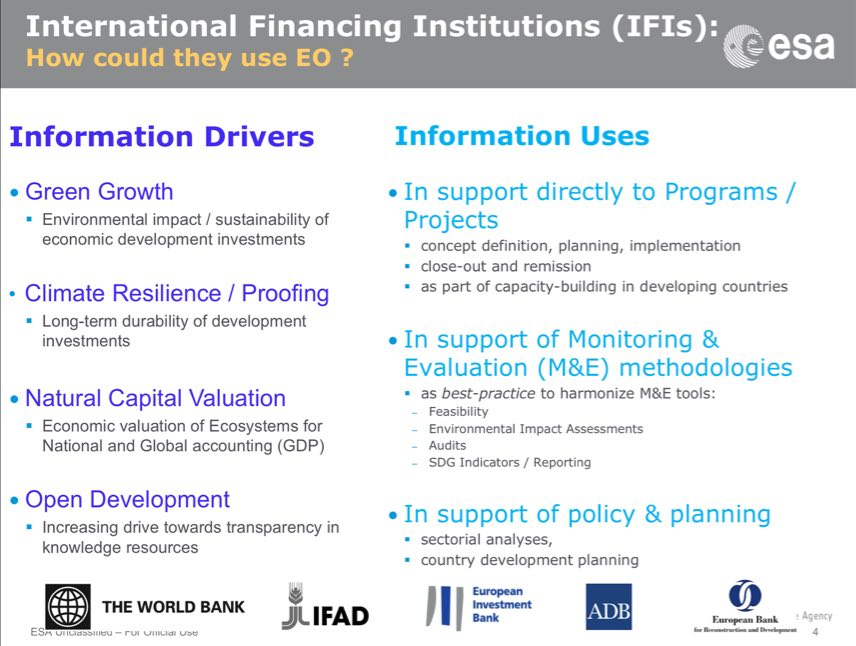 International Financing Institutions (IFIs):
How could they use EO ?
esa
Information Drivers
• Green Growth
▪ Environmental impact / sustainability of
economic development investments
• Climate Resilience / Proofing
▪ Long-term durability of development
investments
• Natural Capital Valuation
▪ Economic valuation of Ecosystems for
National and Global accounting (GDP)
• Open Development
▪ Increasing drive towards transparency in
knowledge resources
Information Uses
• In support directly to Programs /
Projects
▪ concept definition, planning, implementation
▪ close-out and remission
▪ as part of capacity-building in developing countries
• In support of Monitoring &
Evaluation (M&E) methodologies
▪ as best-practice to harmonize M&E tools:
– Feasibility
– Environmental Impact Assessments
– Audits
– SDG Indicators / Reporting
• In support of policy & planning
▪ sectorial analyses,
▪ country development planning
THE WORLD BANK
JL IFAD
European
Investment
Bank
ADB
European Bank
for Reconstruction and Development
Agency
ESA Unclassified – For Official Use
4